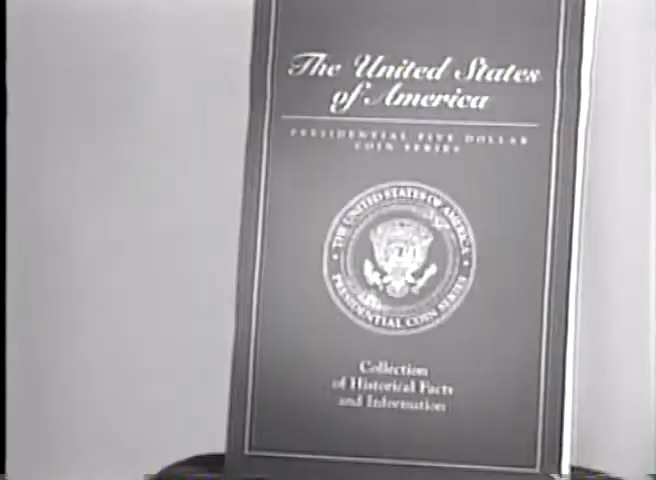 The United States
of America
PRESIDENTIAL FIVE DOLLAR
COIN SERIES
THE UNITED STATES OF AMERICA
PRESIDENTIAL COIN SERIES
Collection
of Historical Facts
and Information